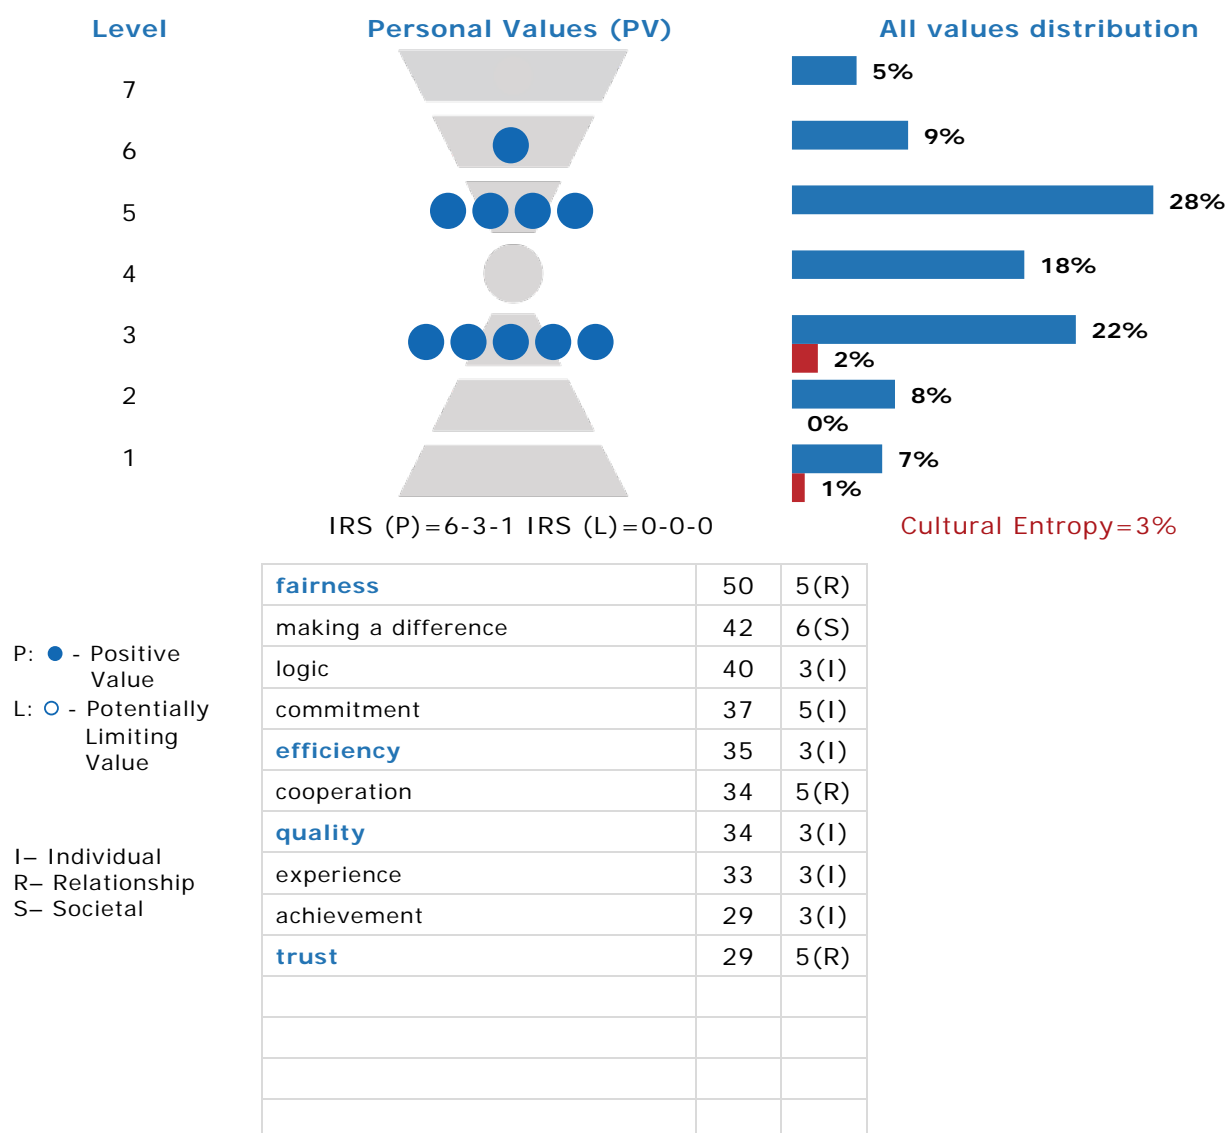 Level Personal Values (PV) All values distribution
7 5%
6 9%
5 28%
4 18%
3 22%
2%
2 8%
0%
1 7%
1%
IRS (P)=6-3-1 IRS (L)=0-0-0 Cultural Entropy=3%
fairness 50 5(R)
making a difference 42 6(S)
logic 40 3(I)
commitment 37 5(I)
efficiency 35 3(I)
cooperation 34 5(R)
quality 34 3(I)
experience 33 3(I)
achievement 29 3(I)
trust 29 5(R)
P: - Positive
Value
L: - Potentially
Limiting
Value
I– Individual
R– Relationship
S– Societal